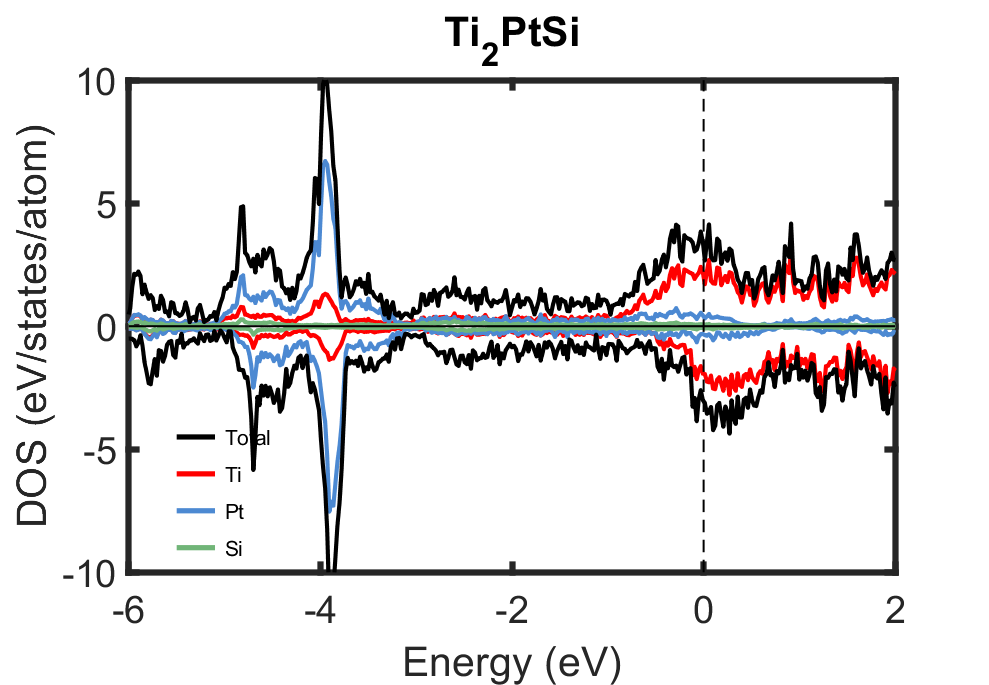 Ti₂PtSi
DOS (eV/states/atom)
10
5
0
-5
-10
Total
Ti
Pt
Si
-6 -4 -2 0 2
Energy (eV)